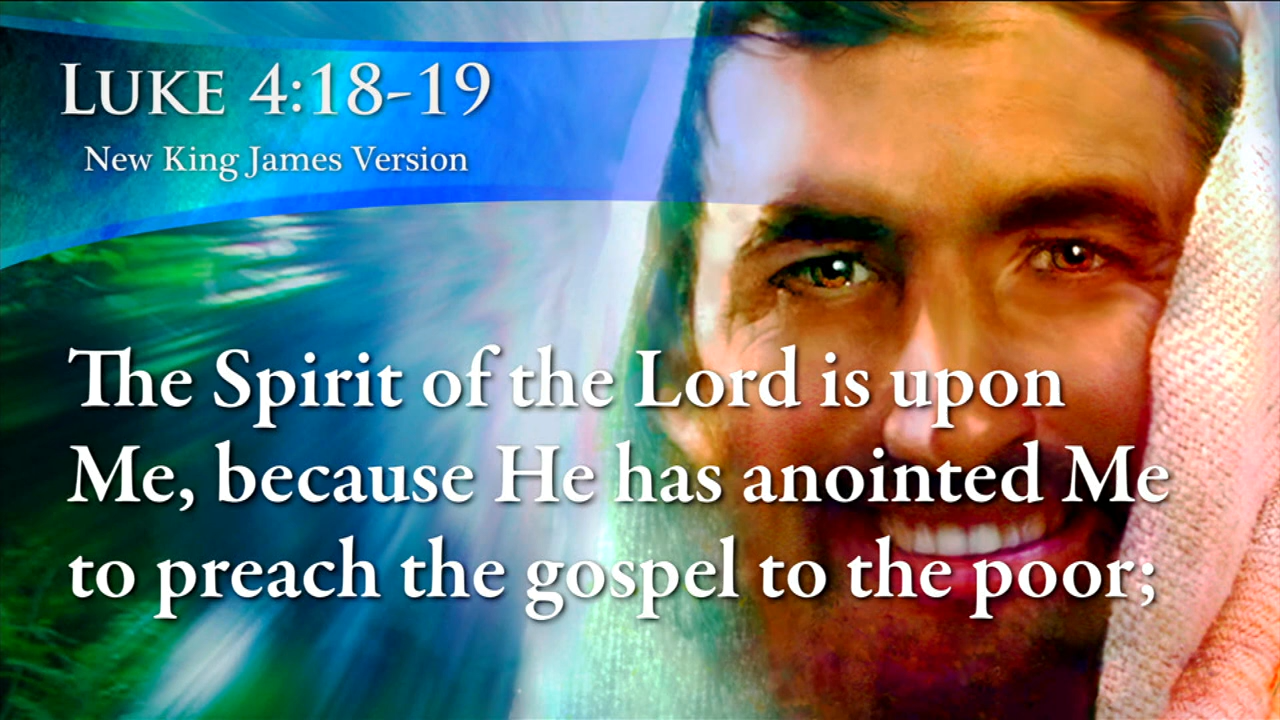 Luke 4:18-19
New King James Version
The Spirit of the Lord is upon
Me, because He has anointed Me
to preach the gospel to the poor;